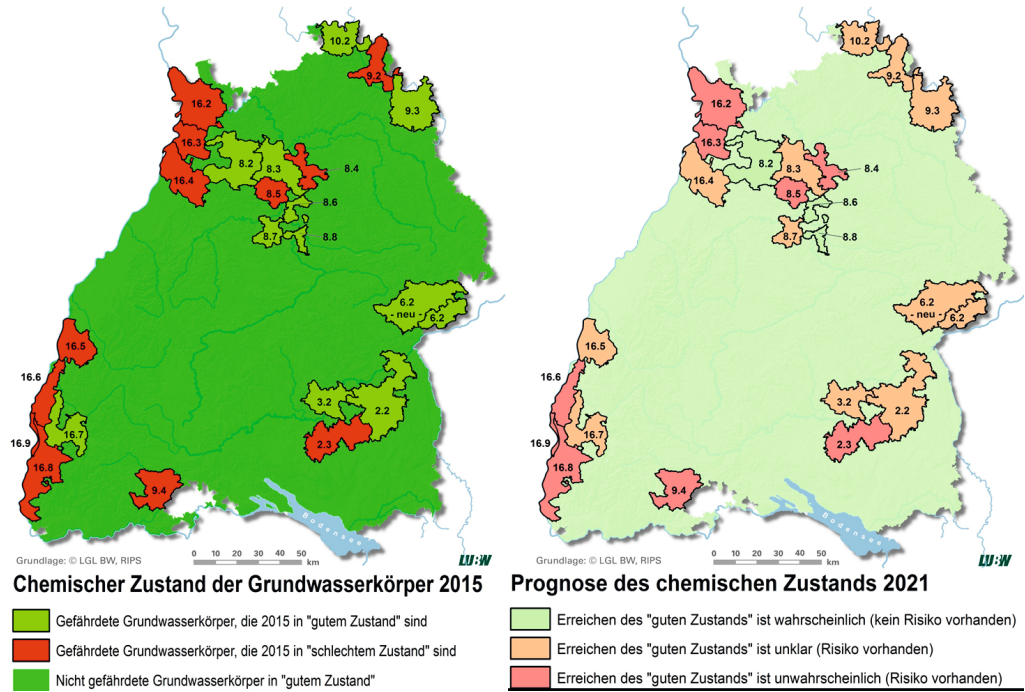 10.2
9.2
9.3
16.2
16.3
16.4
8.2
8.3
8.4
8.5
8.6
8.7
8.8
6.2
- neu -
6.2
16.5
16.6
3.2
2.2
16.7
16.9
2.3
16.8
9.4
Bodensee
Grundlage: © LGL BW, RIPS
0 10 20 30 40 50
km
LUBW
Chemischer Zustand der Grundwasserkörper 2015
Gefährdete Grundwasserkörper, die 2015 in "gutem Zustand" sind
Gefährdete Grundwasserkörper, die 2015 in "schlechtem Zustand" sind
Nicht gefährdete Grundwasserkörper in "gutem Zustand"
10.2
9.2
9.3
16.2
16.3
16.4
8.2
8.3
8.4
8.5
8.6
8.7
8.8
6.2
- neu -
6.2
16.5
16.6
3.2
2.2
16.7
16.9
2.3
16.8
9.4
Bodensee
Grundlage: © LGL BW, RIPS
0 10 20 30 40 50
km
LUBW
Prognose des chemischen Zustands 2021
Erreichen des "guten Zustands" ist wahrscheinlich (kein Risiko vorhanden)
Erreichen des "guten Zustands" ist unklar (Risiko vorhanden)
Erreichen des "guten Zustands" ist unwahrscheinlich (Risiko vorhanden)